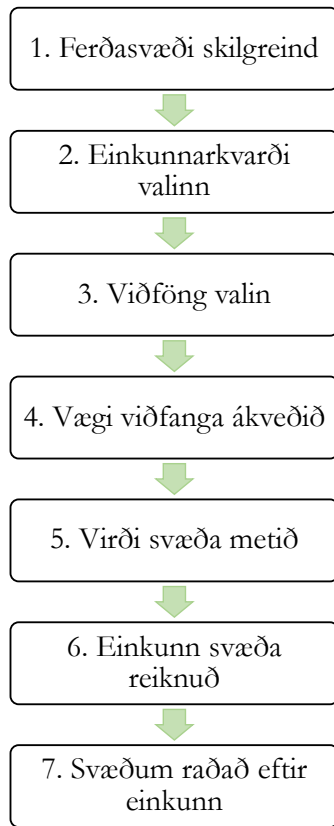 1. Ferðasvæði skilgreind
2. Einkunnarkvarði
valinn
3. Viðföng valin
4. Vægi viðfanga ákveðið
5. Virði svæða metið
6. Einkunn svæða
reiknuð
7. Svæðum raðað eftir
einkunn